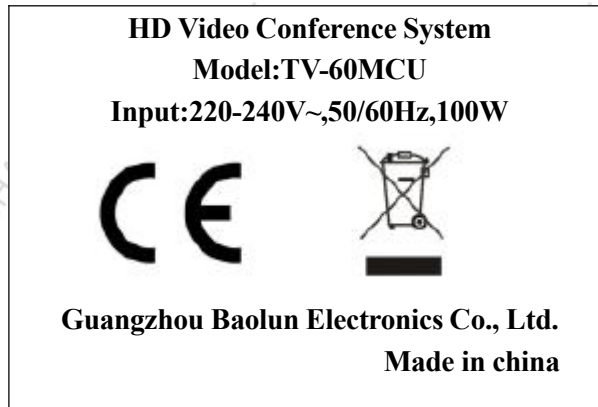 HD Video Conference System
Model:TV-60MCU
Input:220-240V~,50/60Hz,100W
CE
Guangzhou Baolun Electronics Co., Ltd.
Made in china